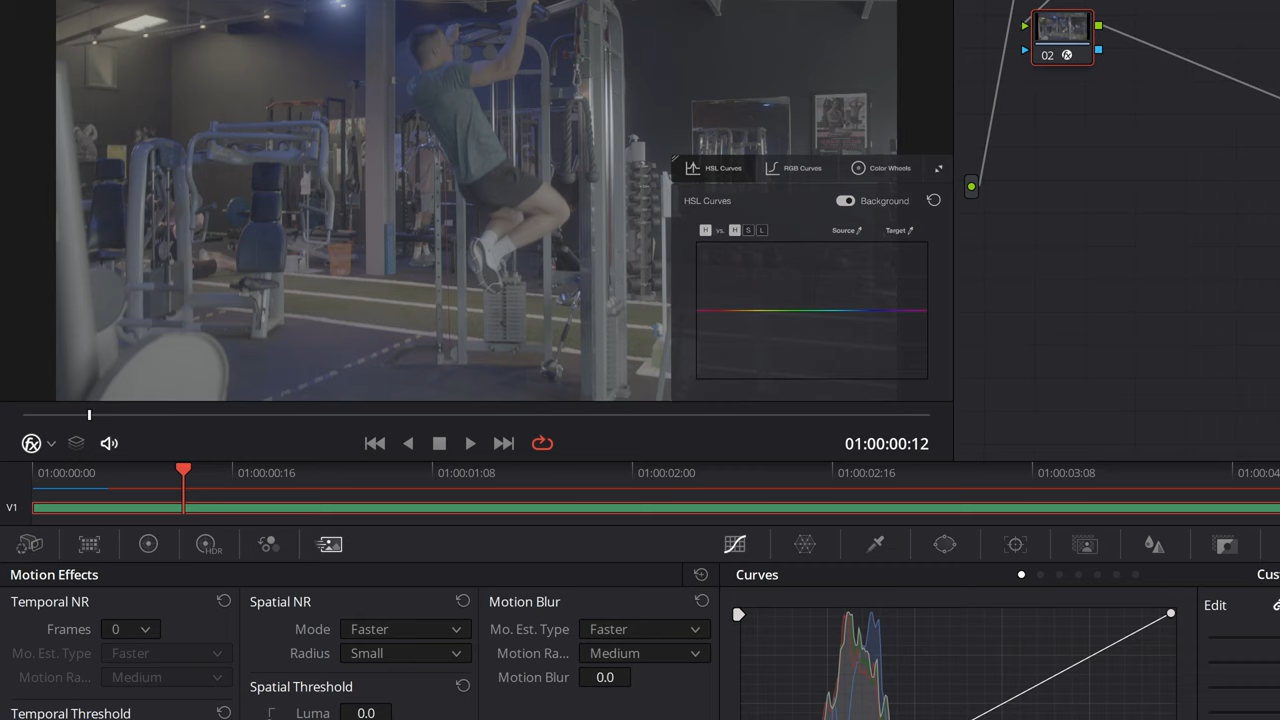 02
HSL Curves
RGB Curves
Color Wheels
HSL Curves
Background
H vs. H S L
Source
Target
01:00:00:12
01:00:00:00
01:00:00:16
01:00:01:08
01:00:02:00
01:00:02:16
01:00:03:08
01:00:04
V1
HDR
Motion Effects
Curves
Cus
Temporal NR
Spatial NR
Motion Blur
Edit
Frames 0
Mode Faster
Mo. Est. Type Faster
Mo. Est. Type Faster
Radius Small
Motion Ra... Medium
Motion Ra... Medium
Motion Blur 0.0
Spatial Threshold
Temporal Threshold
Luma 0.0